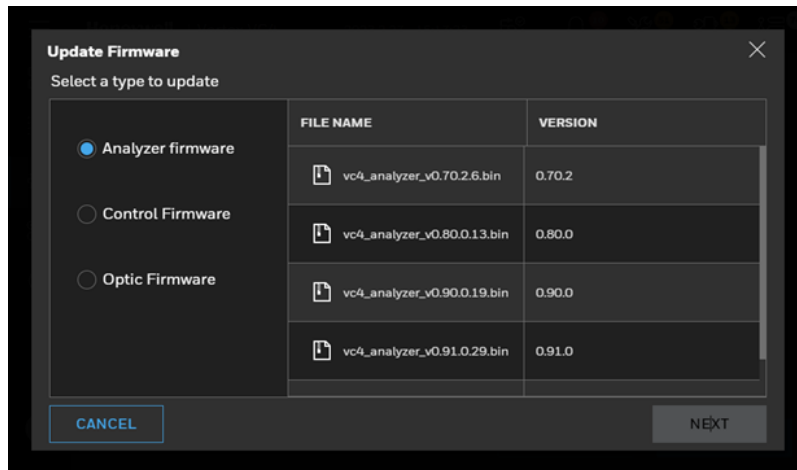 Update Firmware
Select a type to update
FILE NAME VERSION
Analyzer firmware
vc4_analyzer_v0.70.2.6.bin 0.70.2
Control Firmware
vc4_analyzer_v0.80.0.13.bin 0.80.0
Optic Firmware
vc4_analyzer_v0.90.0.19.bin 0.90.0
vc4_analyzer_v0.91.0.29.bin 0.91.0
CANCEL NEXT